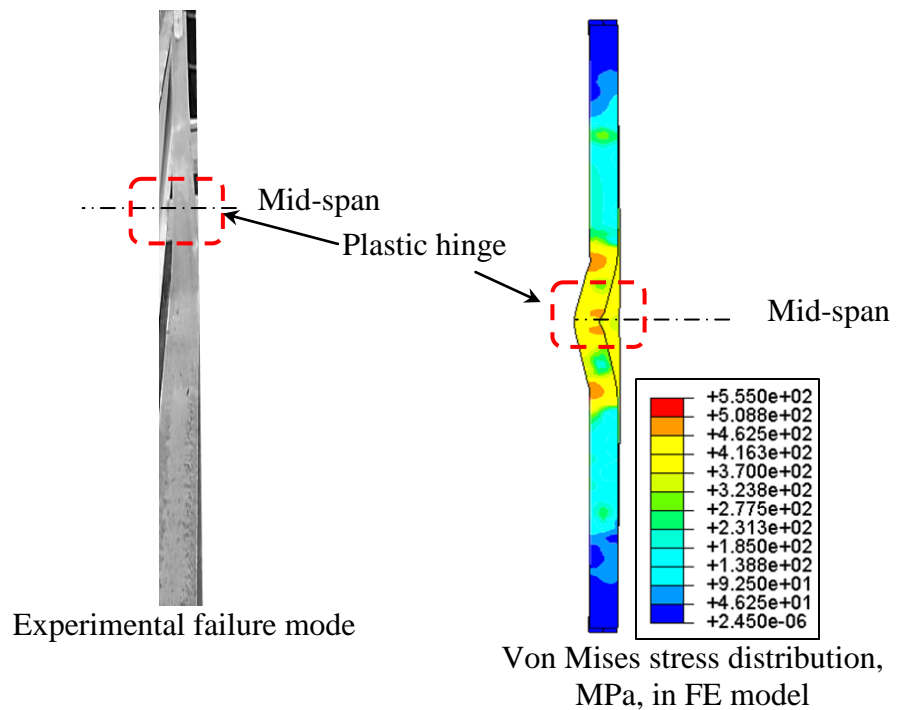 Mid-span
Plastic hinge
Mid-span
+5.550e+02
+5.088e+02
+4.625e+02
+4.163e+02
+3.700e+02
+3.238e+02
+2.775e+02
+2.313e+02
+1.850e+02
+1.388e+02
+9.250e+01
+4.625e+01
+2.450e-06
Experimental failure mode
Von Mises stress distribution,
MPa, in FE model